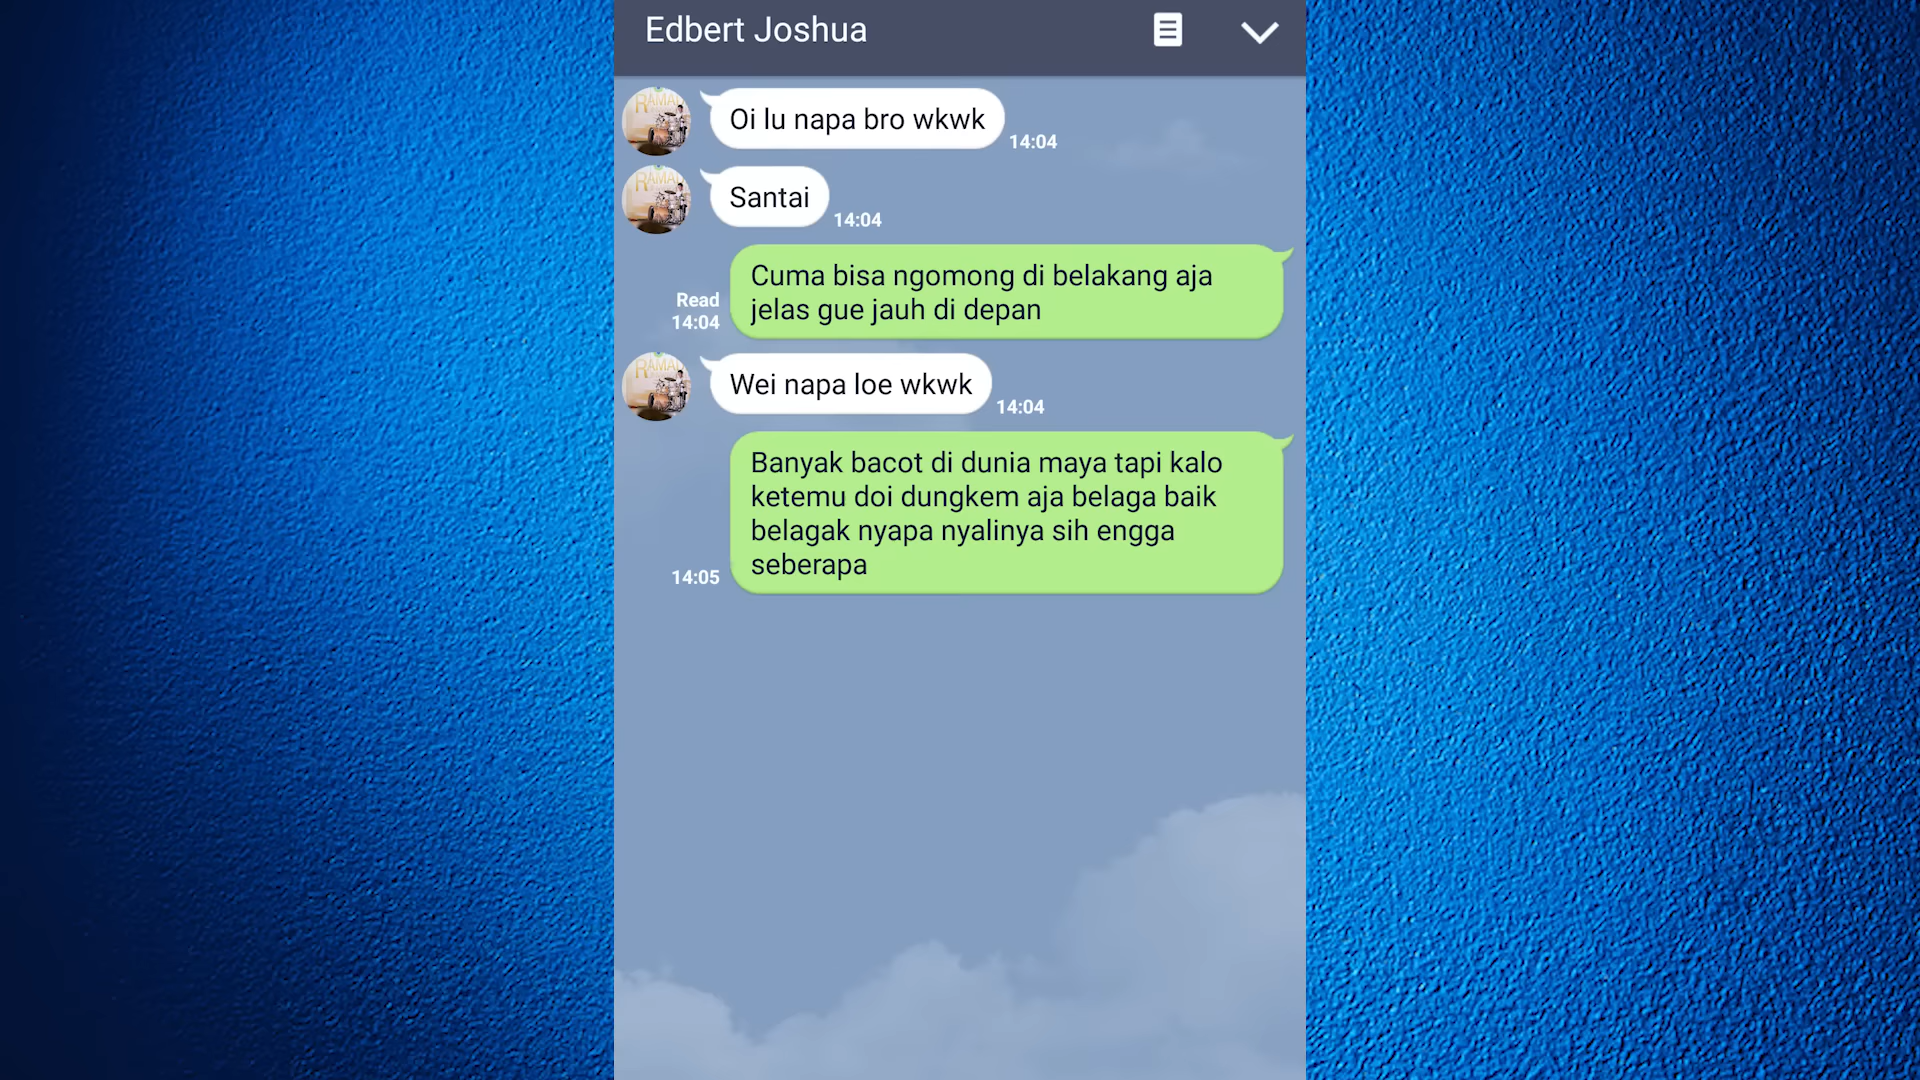 Edbert Joshua
Oi lu napa bro wkwk
14:04
Santai
14:04
Cuma bisa ngomong di belakang aja
jelas gue jauh di depan
Read
14:04
Wei napa loe wkwk
14:04
Banyak bacot di dunia maya tapi kalo
ketemu doi dungkem aja belaga baik
belagak nyapa nyalinya sih engga
seberapa
14:05